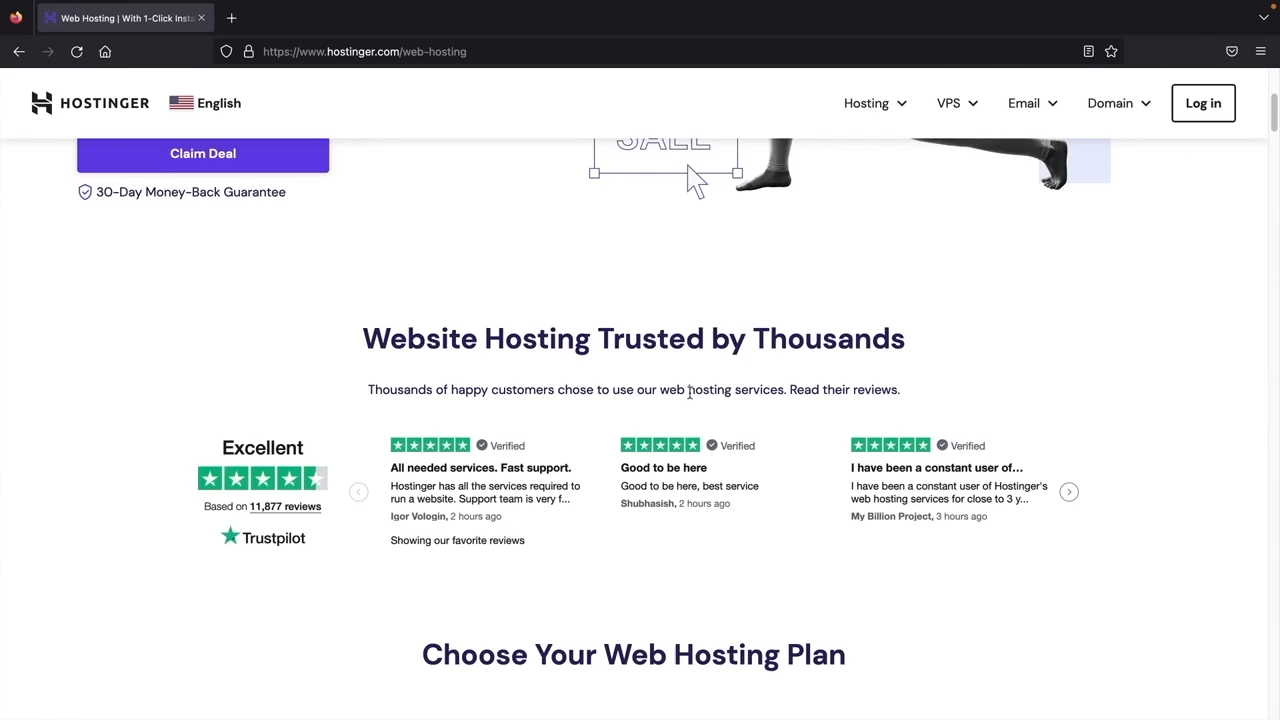 Web Hosting | With 1-Click Insta
https://www.hostinger.com/web-hosting
HOSTINGER
English
Hosting
VPS
Email
Domain
Log in
SALE
Claim Deal
30-Day Money-Back Guarantee
Website Hosting Trusted by Thousands
Thousands of happy customers chose to use our web hosting services. Read their reviews.
Excellent
Based on 11,877 reviews
Trustpilot
Verified
All needed services. Fast support.
Hostinger has all the services required to
run a website. Support team is very f...
Igor Vologin, 2 hours ago
Showing our favorite reviews
Verified
Good to be here
Good to be here, best service
Shubhasish, 2 hours ago
Verified
I have been a constant user of...
I have been a constant user of Hostinger's
web hosting services for close to 3 y...
My Billion Project, 3 hours ago
Choose Your Web Hosting Plan